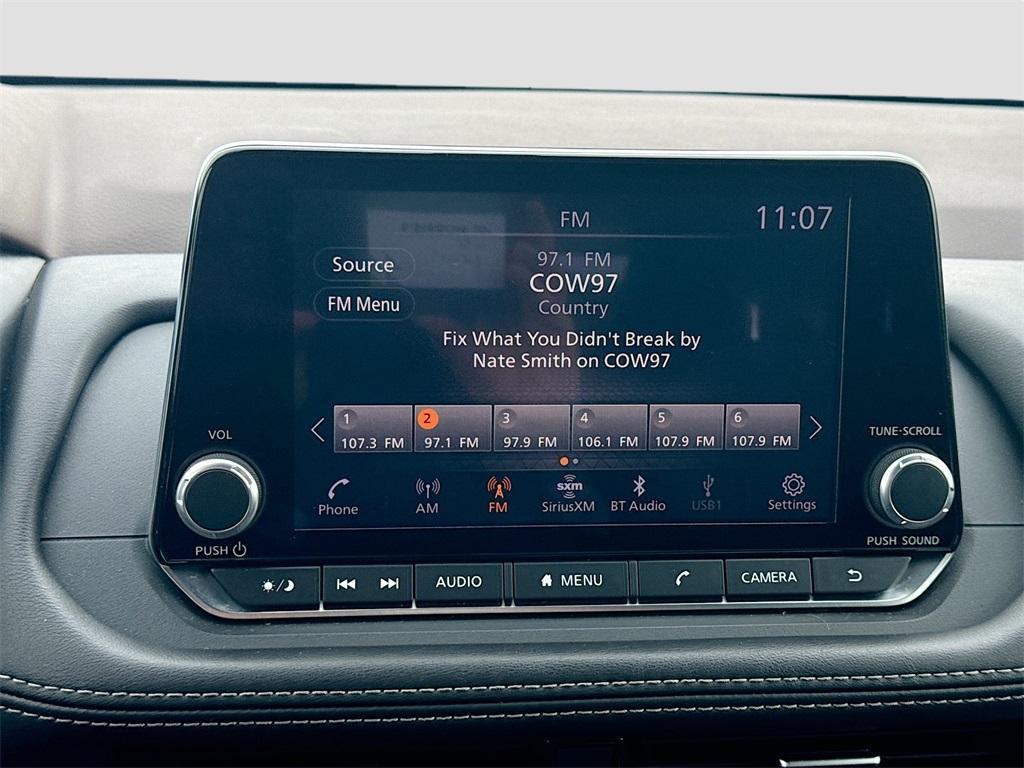 FM
11:07
97.1 FM
Source
COW97
FM Menu
Country
Fix What You Didn't Break by
Nate Smith on COW97
1 2 3 4 5 6
107.3 FM 97.1 FM 97.9 FM 106.1 FM 107.9 FM 107.9 FM
VOL
TUNE·SCROLL
sxm
Phone AM FM SiriusXM BT Audio USB1 Settings
PUSH
PUSH SOUND
AUDIO MENU CAMERA